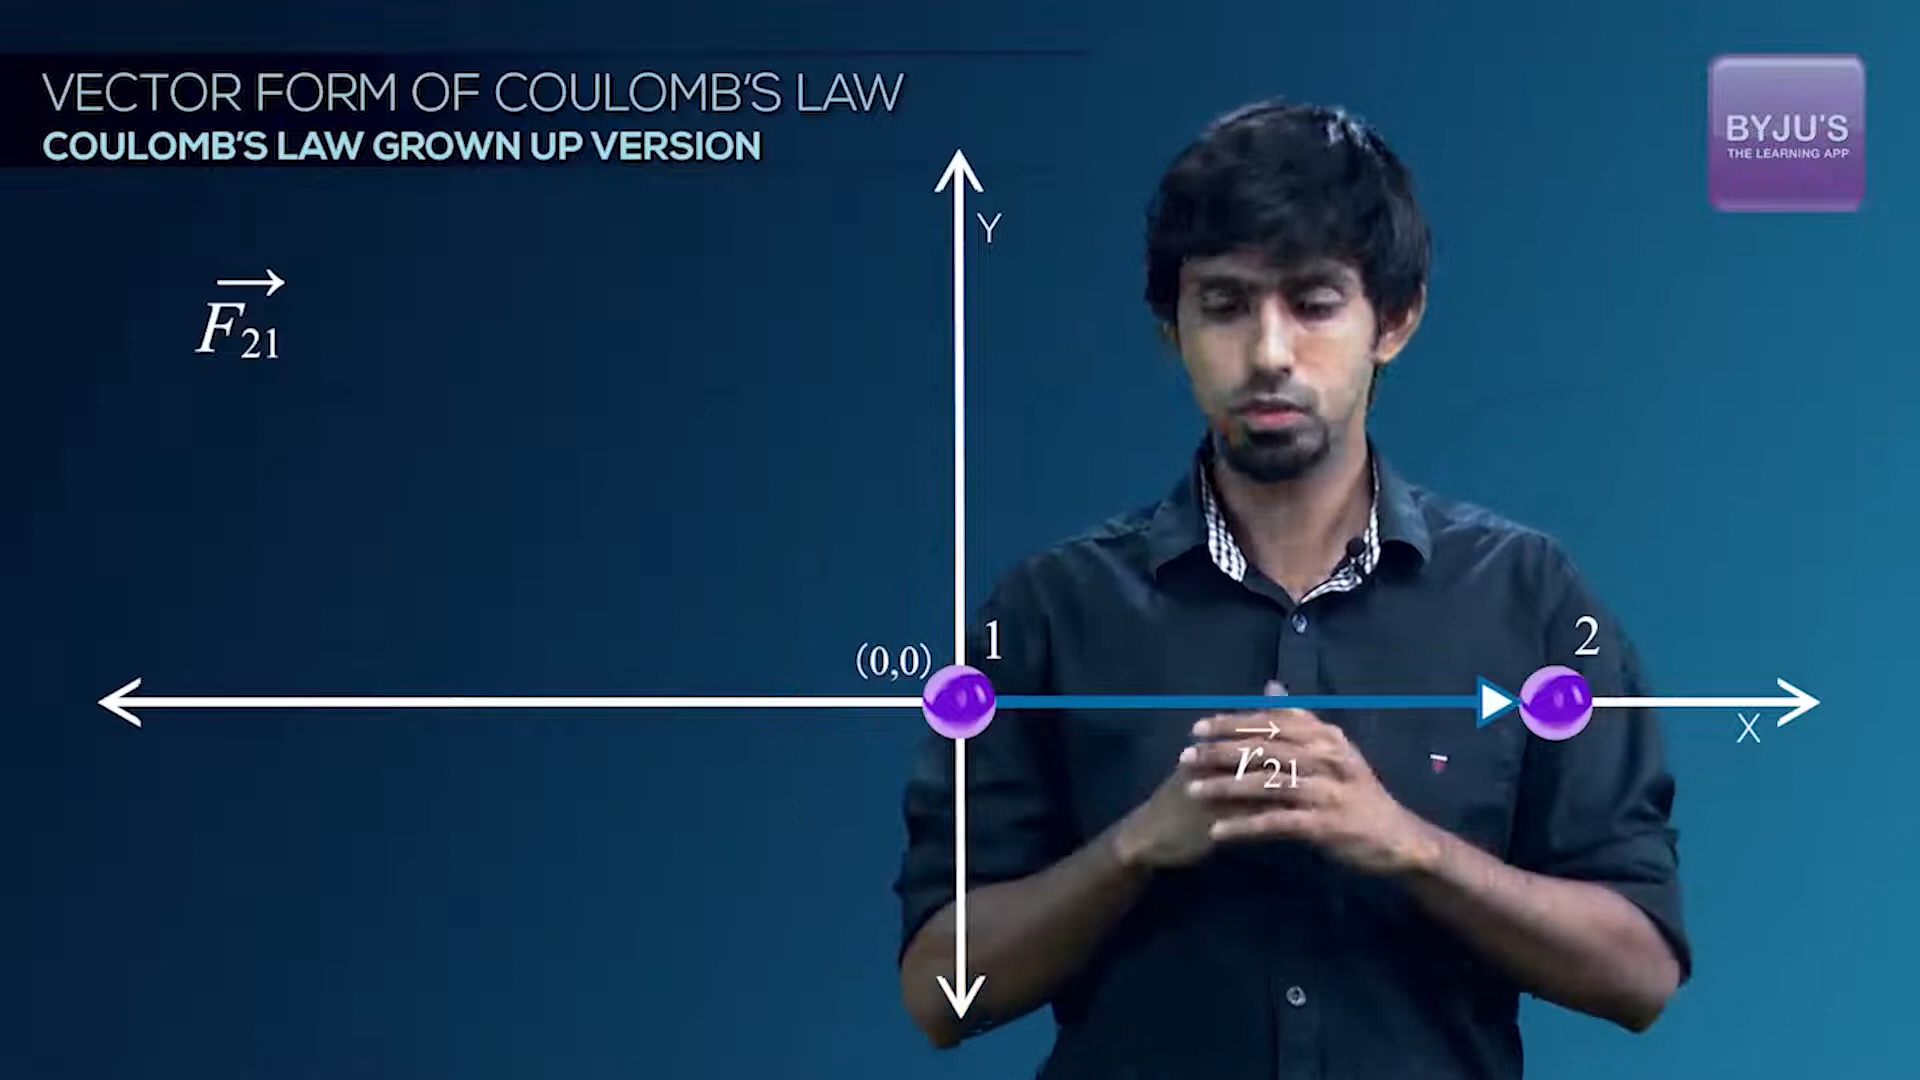 VECTOR FORM OF COULOMB'S LAW
COULOMB'S LAW GROWN UP VERSION
BYJU'S
THE LEARNING APP
Y
F₂₁
(0,0)
1
2
X
r₂₁